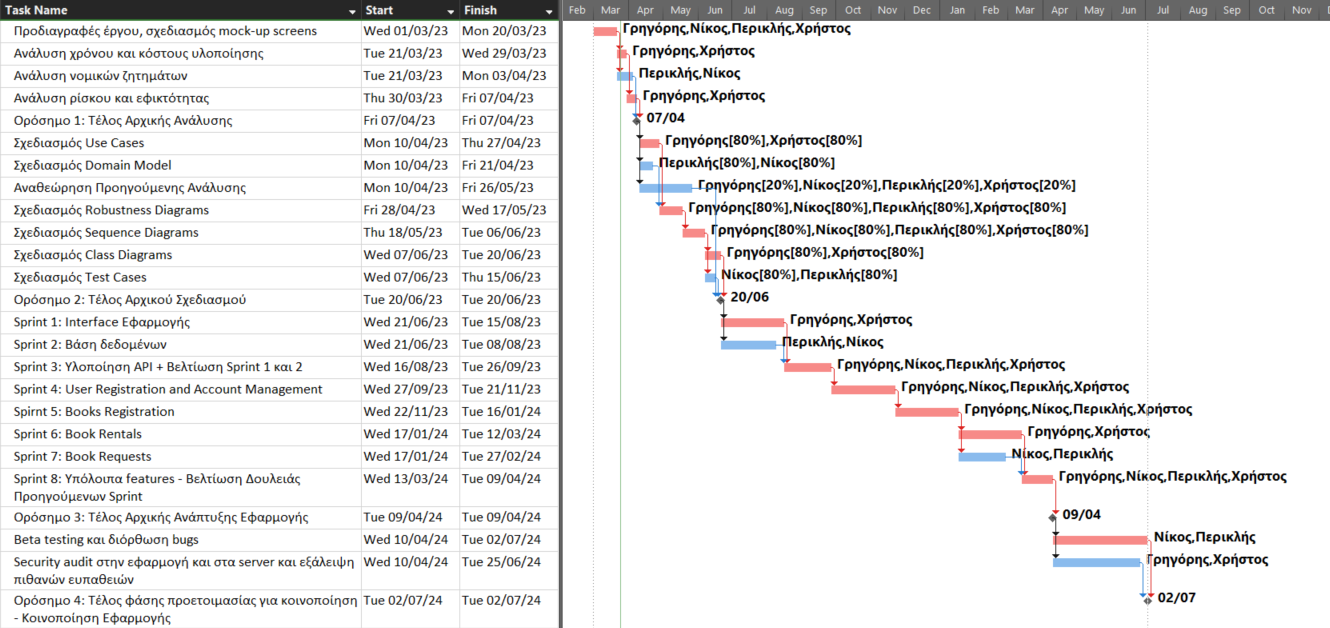 Task Name Start Finish Feb Mar Apr May Jun Jul Aug Sep Oct Nov Dec Jan Feb Mar Apr May Jun Jul Aug Sep Oct Nov
Προδιαγραφές έργου, σχεδιασμός mock-up screens Wed 01/03/23 Mon 20/03/23 Γρηγόρης,Νίκος,Περικλής,Χρήστος
Ανάλυση χρόνου και κόστους υλοποίησης Tue 21/03/23 Wed 29/03/23 Γρηγόρης,Χρήστος
Ανάλυση νομικών ζητημάτων Tue 21/03/23 Mon 03/04/23 Περικλής,Νίκος
Ανάλυση ρίσκου και εφικτότητας Thu 30/03/23 Fri 07/04/23 Γρηγόρης,Χρήστος
Ορόσημο 1: Τέλος Αρχικής Ανάλυσης Fri 07/04/23 Fri 07/04/23 07/04
Σχεδιασμός Use Cases Mon 10/04/23 Thu 27/04/23 Γρηγόρης[80%],Χρήστος[80%]
Σχεδιασμός Domain Model Mon 10/04/23 Fri 21/04/23 Περικλής[80%],Νίκος[80%]
Αναθεώρηση Προηγούμενης Ανάλυσης Mon 10/04/23 Fri 26/05/23 Γρηγόρης[20%],Νίκος[20%],Περικλής[20%],Χρήστος[20%]
Σχεδιασμός Robustness Diagrams Fri 28/04/23 Wed 17/05/23 Γρηγόρης[80%],Νίκος[80%],Περικλής[80%],Χρήστος[80%]
Σχεδιασμός Sequence Diagrams Thu 18/05/23 Tue 06/06/23 Γρηγόρης[80%],Νίκος[80%],Περικλής[80%],Χρήστος[80%]
Σχεδιασμός Class Diagrams Wed 07/06/23 Tue 20/06/23 Γρηγόρης[80%],Χρήστος[80%]
Σχεδιασμός Test Cases Wed 07/06/23 Thu 15/06/23 Νίκος[80%],Περικλής[80%]
Ορόσημο 2: Τέλος Αρχικού Σχεδιασμού Tue 20/06/23 Tue 20/06/23 20/06
Sprint 1: Interface Εφαρμογής Wed 21/06/23 Tue 15/08/23 Γρηγόρης,Χρήστος
Sprint 2: Βάση δεδομένων Wed 21/06/23 Tue 08/08/23 Περικλής,Νίκος
Sprint 3: Υλοποίηση API + Βελτίωση Sprint 1 και 2 Wed 16/08/23 Tue 26/09/23 Γρηγόρης,Νίκος,Περικλής,Χρήστος
Sprint 4: User Registration and Account Management Wed 27/09/23 Tue 21/11/23 Γρηγόρης,Νίκος,Περικλής,Χρήστος
Spirnt 5: Books Registration Wed 22/11/23 Tue 16/01/24 Γρηγόρης,Νίκος,Περικλής,Χρήστος
Sprint 6: Book Rentals Wed 17/01/24 Tue 12/03/24 Γρηγόρης,Χρήστος
Sprint 7: Book Requests Wed 17/01/24 Tue 27/02/24 Νίκος,Περικλής
Sprint 8: Υπόλοιπα features - Βελτίωση Δουλειάς Wed 13/03/24 Tue 09/04/24 Γρηγόρης,Νίκος,Περικλής,Χρήστος
Προηγούμενων Sprint
Ορόσημο 3: Τέλος Αρχικής Ανάπτυξης Εφαρμογής Tue 09/04/24 Tue 09/04/24 09/04
Beta testing και διόρθωση bugs Wed 10/04/24 Tue 02/07/24 Νίκος,Περικλής
Security audit στην εφαρμογή και στα server και εξάλειψη Wed 10/04/24 Tue 25/06/24 Γρηγόρης,Χρήστος
πιθανών ευπαθειών
Ορόσημο 4: Τέλος φάσης προετοιμασίας για κοινοποίηση Tue 02/07/24 Tue 02/07/24 02/07
- Κοινοποίηση Εφαρμογής